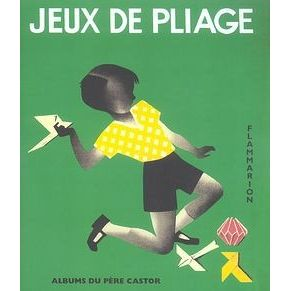 JEUX DE PLIAGE
FLAMMARION
ALBUMS DU PÈRE CASTOR